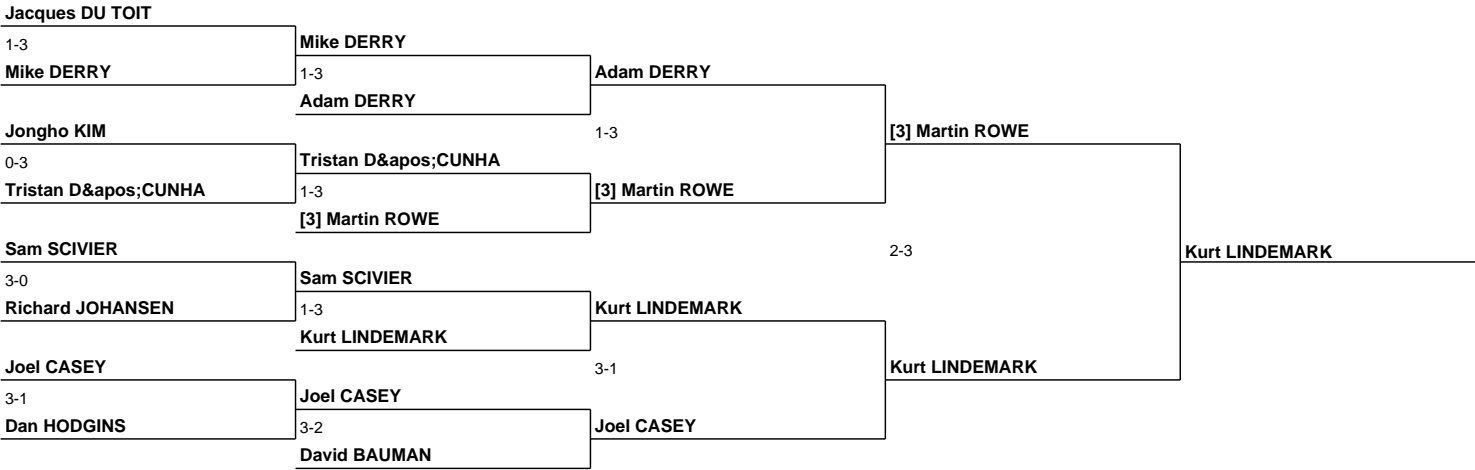 Jacques DU TOIT
1-3
Mike DERRY
Mike DERRY
1-3
Adam DERRY
Adam DERRY
Jongho KIM
0-3
Tristan D&apos;CUNHA
Tristan D&apos;CUNHA
1-3
[3] Martin ROWE
1-3
[3] Martin ROWE
[3] Martin ROWE
Sam SCIVIER
3-0
Richard JOHANSEN
Sam SCIVIER
1-3
Kurt LINDEMARK
Kurt LINDEMARK
Joel CASEY
3-1
Dan HODGINS
Joel CASEY
3-2
David BAUMAN
3-1
Joel CASEY
Kurt LINDEMARK
2-3
Kurt LINDEMARK